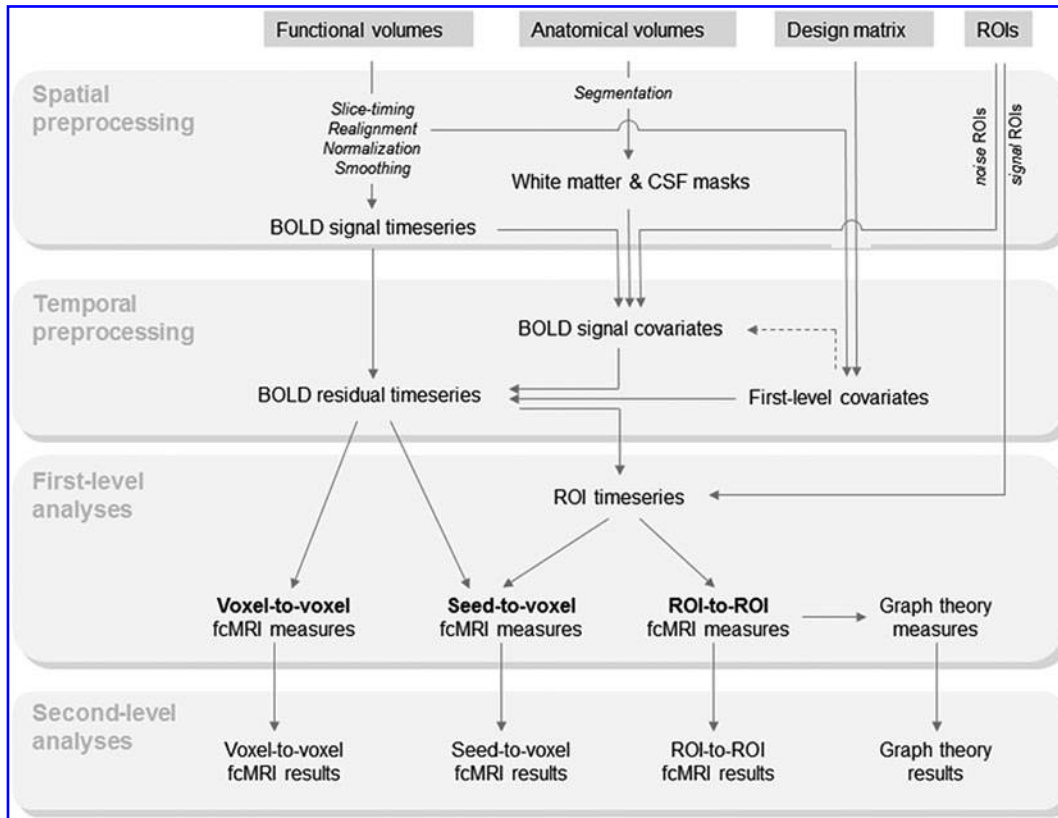 Functional volumes
Anatomical volumes
Design matrix
ROIs
Spatial
preprocessing
Slice-timing
Realignment
Normalization
Smoothing
Segmentation
noise ROIs
signal ROIs
White matter & CSF masks
BOLD signal timeseries
Temporal
preprocessing
BOLD signal covariates
BOLD residual timeseries
First-level covariates
First-level
analyses
ROI timeseries
Voxel-to-voxel
fcMRI measures
Seed-to-voxel
fcMRI measures
ROI-to-ROI
fcMRI measures
Graph theory
measures
Second-level
analyses
Voxel-to-voxel
fcMRI results
Seed-to-voxel
fcMRI results
ROI-to-ROI
fcMRI results
Graph theory
results